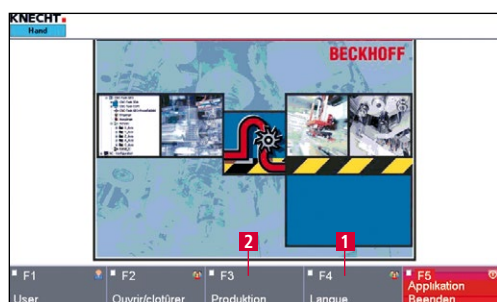 KNECHT
Hand
BECKHOFF
2
1
F1
F2
F3
F4
F5
User
Ouvrir/clotûrer
Produktion
Langue
Applikation
Beenden